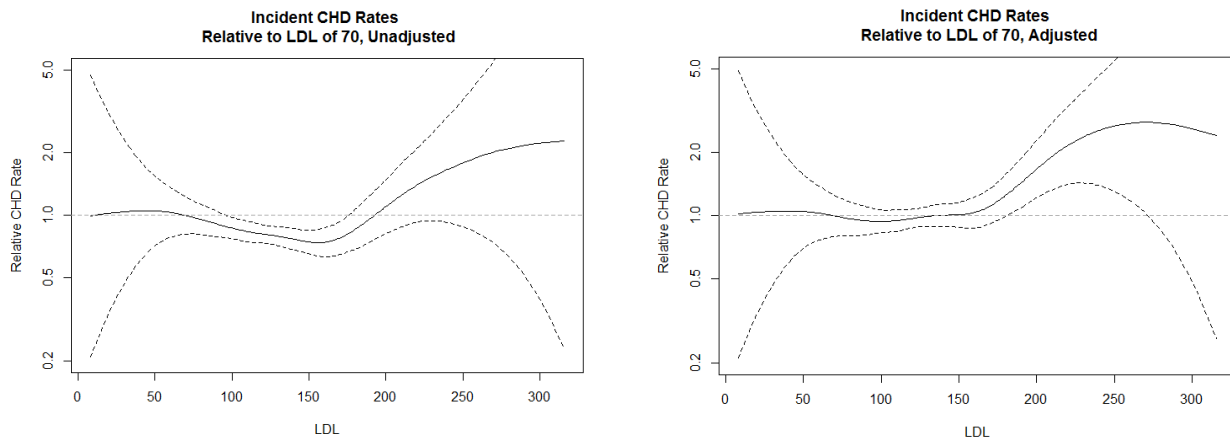 Incident CHD Rates
Relative to LDL of 70, Unadjusted
Relative CHD Rate
5.0
2.0
1.0
0.5
0.2
0 50 100 150 200 250 300
LDL
Incident CHD Rates
Relative to LDL of 70, Adjusted
Relative CHD Rate
5.0
2.0
1.0
0.5
0.2
0 50 100 150 200 250 300
LDL